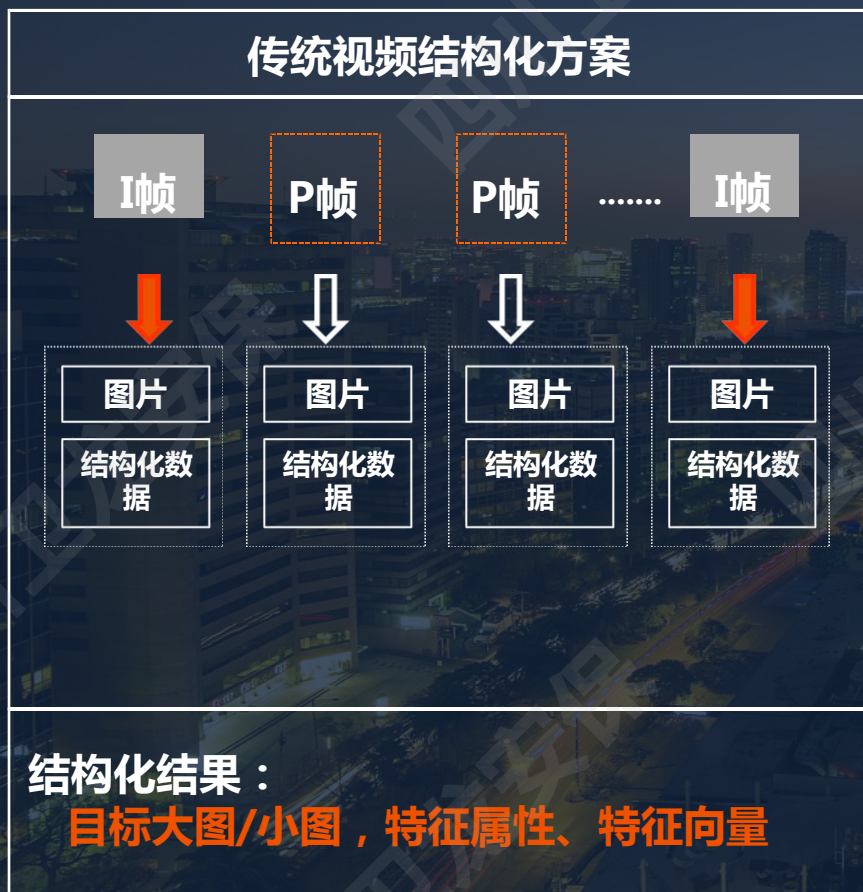 传统视频结构化方案
I帧
P帧
P帧
.......
I帧
图片
图片
图片
图片
结构化数
据
结构化数
据
结构化数
据
结构化数
据
结构化结果：
目标大图/小图，特征属性、特征向量